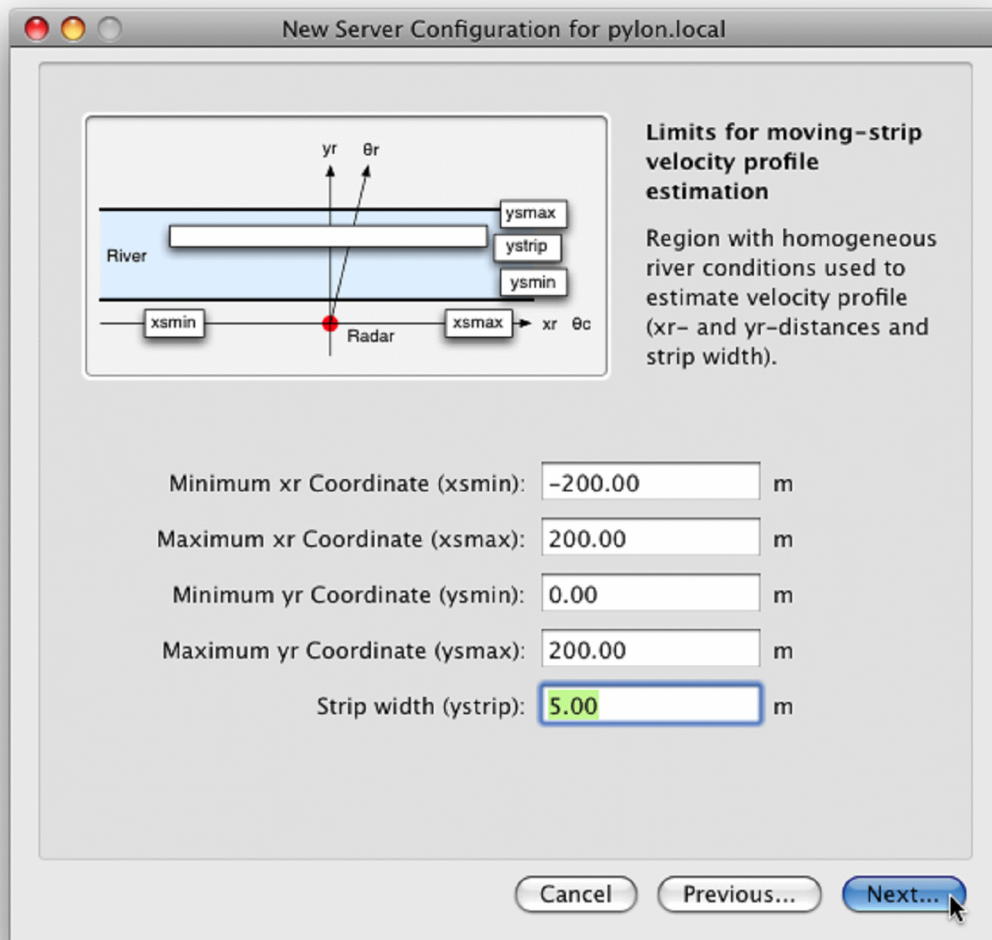 New Server Configuration for pylon.local
yr θr
ysmax
River
ystrip
ysmin
xsmin
Radar
xsmax
xr θc
Limits for moving-strip
velocity profile
estimation
Region with homogeneous
river conditions used to
estimate velocity profile
(xr- and yr-distances and
strip width).
Minimum xr Coordinate (xsmin): -200.00 m
Maximum xr Coordinate (xsmax): 200.00 m
Minimum yr Coordinate (ysmin): 0.00 m
Maximum yr Coordinate (ysmax): 200.00 m
Strip width (ystrip): 5.00 m
Cancel Previous... Next...